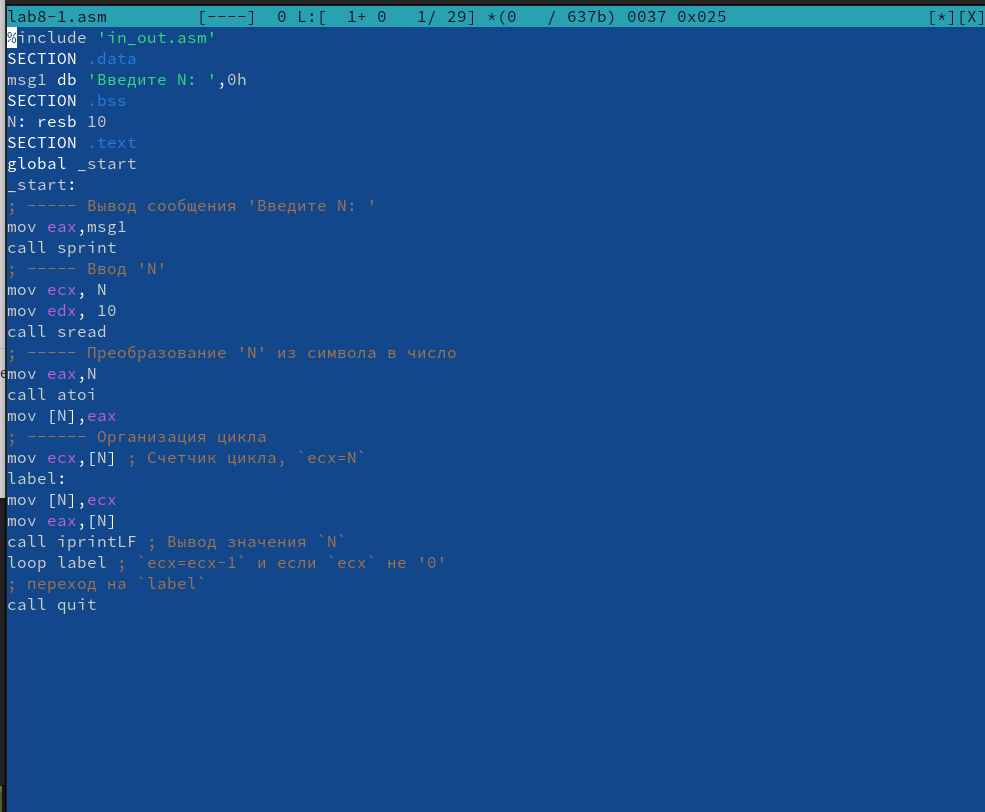 lab8-1.asm [----] 0 L:[ 1+ 0 1/ 29] *(0 / 637b) 0037 0x025 [*][X]
%include 'in_out.asm'
SECTION .data
msg1 db 'Введите N: ',0h
SECTION .bss
N: resb 10
SECTION .text
global _start
_start:
; ----- Вывод сообщения 'Введите N: '
mov eax,msg1
call sprint
; ----- Ввод 'N'
mov ecx, N
mov edx, 10
call sread
; ----- Преобразование 'N' из символа в число
mov eax,N
call atoi
mov [N],eax
; ------ Организация цикла
mov ecx,[N] ; Счетчик цикла, `ecx=N`
label:
mov [N],ecx
mov eax,[N]
call iprintLF ; Вывод значения `N`
loop label ; `ecx=ecx-1` и если `ecx` не '0'
; переход на `label`
call quit